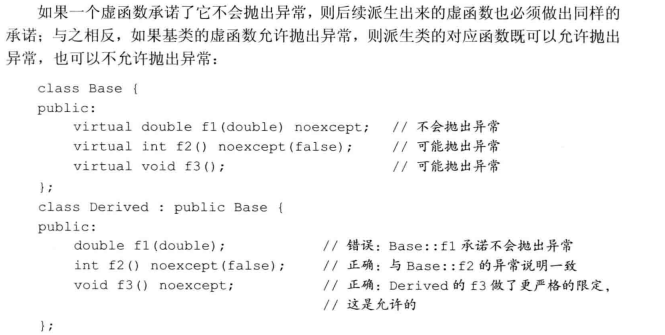 如果一个虚函数承诺了它不会抛出异常，则后续派生出来的虚函数也必须做出同样的
承诺；与之相反，如果基类的虚函数允许抛出异常，则派生类的对应函数既可以允许抛出
异常，也可以不允许抛出异常：
class Base {
public:
    virtual double f1(double) noexcept;   // 不会抛出异常
    virtual int f2() noexcept(false);     // 可能抛出异常
    virtual void f3();                    // 可能抛出异常
};
class Derived : public Base {
public:
    double f1(double);            // 错误：Base::f1 承诺不会抛出异常
    int f2() noexcept(false);     // 正确：与 Base::f2 的异常说明一致
    void f3() noexcept;           // 正确：Derived 的 f3 做了更严格的限定，
                                  // 这是允许的
};